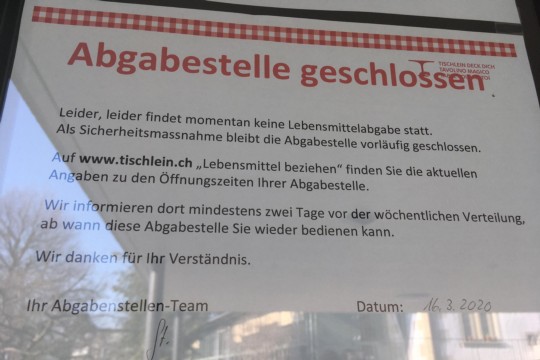 Abgabestelle geschlossen.
TISCHLEIN DECK DICH
TAVOLINO MAGICO
Leider, leider findet momentan keine Lebensmittelabgabe statt.
Als Sicherheitsmassnahme bleibt die Abgabestelle vorläufig geschlossen.
Auf www.tischlein.ch „Lebensmittel beziehen“ finden Sie die aktuellen
Angaben zu den Öffnungszeiten Ihrer Abgabestelle.
Wir informieren dort mindestens zwei Tage vor der wöchentlichen Verteilung,
ab wann diese Abgabestelle Sie wieder bedienen kann.
Wir danken für Ihr Verständnis.
Ihr Abgabenstellen-Team
Datum: 16.3.2020